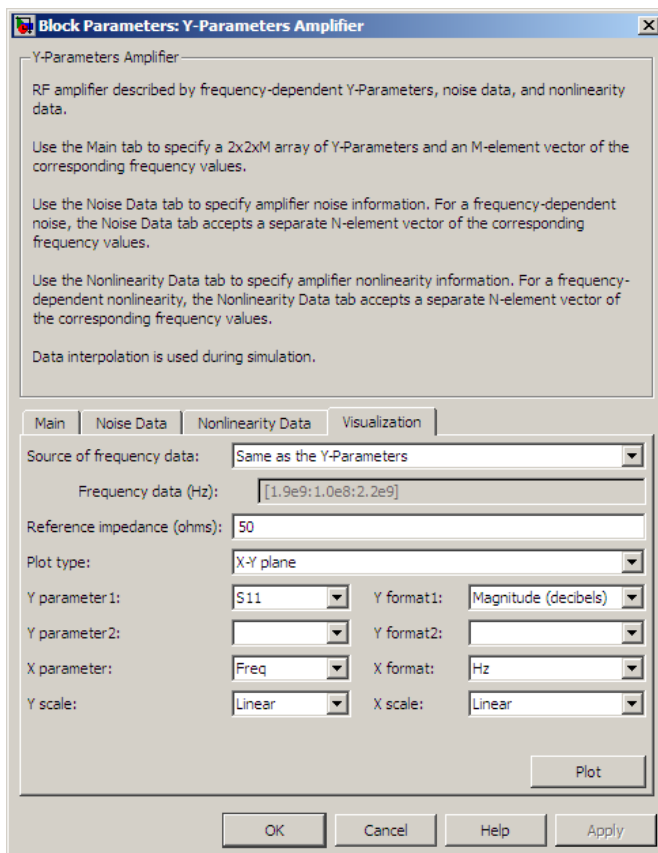 Block Parameters: Y-Parameters Amplifier
Y-Parameters Amplifier
RF amplifier described by frequency-dependent Y-Parameters, noise data, and nonlinearity
data.
Use the Main tab to specify a 2x2xM array of Y-Parameters and an M-element vector of the
corresponding frequency values.
Use the Noise Data tab to specify amplifier noise information. For a frequency-dependent
noise, the Noise Data tab accepts a separate N-element vector of the corresponding
frequency values.
Use the Nonlinearity Data tab to specify amplifier nonlinearity information. For a frequency-
dependent nonlinearity, the Nonlinearity Data tab accepts a separate N-element vector of
the corresponding frequency values.
Data interpolation is used during simulation.
Main Noise Data Nonlinearity Data Visualization
Source of frequency data: Same as the Y-Parameters
Frequency data (Hz): [1.9e9:1.0e8:2.2e9]
Reference impedance (ohms): 50
Plot type: X-Y plane
Y parameter1: S11 Y format1: Magnitude (decibels)
Y parameter2: Y format2:
X parameter: Freq X format: Hz
Y scale: Linear X scale: Linear
Plot
OK Cancel Help Apply